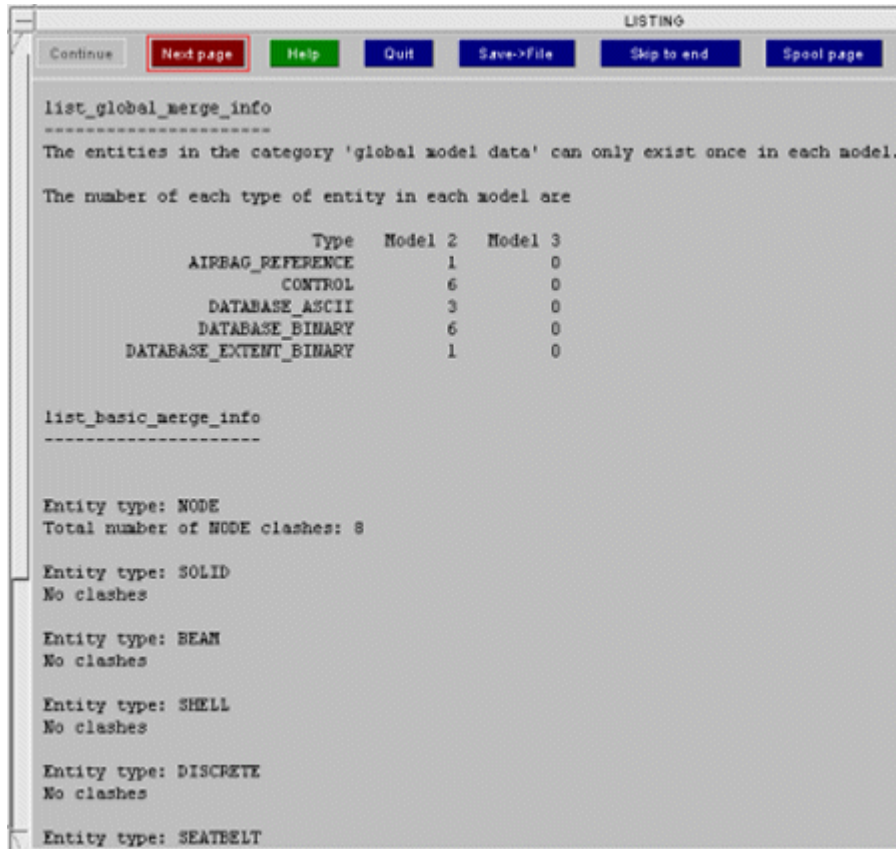 LISTING
Continue Next page Help Quit Save->File Skip to end Spool page
list_global_merge_info
----------------------
The entities in the category 'global model data' can only exist once in each model.
The number of each type of entity in each model are
Type Model 2 Model 3
AIRBAG_REFERENCE 1 0
CONTROL 6 0
DATABASE_ASCII 3 0
DATABASE_BINARY 6 0
DATABASE_EXTENT_BINARY 1 0
list_basic_merge_info
---------------------
Entity type: NODE
Total number of NODE clashes: 8
Entity type: SOLID
No clashes
Entity type: BEAM
No clashes
Entity type: SHELL
No clashes
Entity type: DISCRETE
No clashes
Entity type: SEATBELT